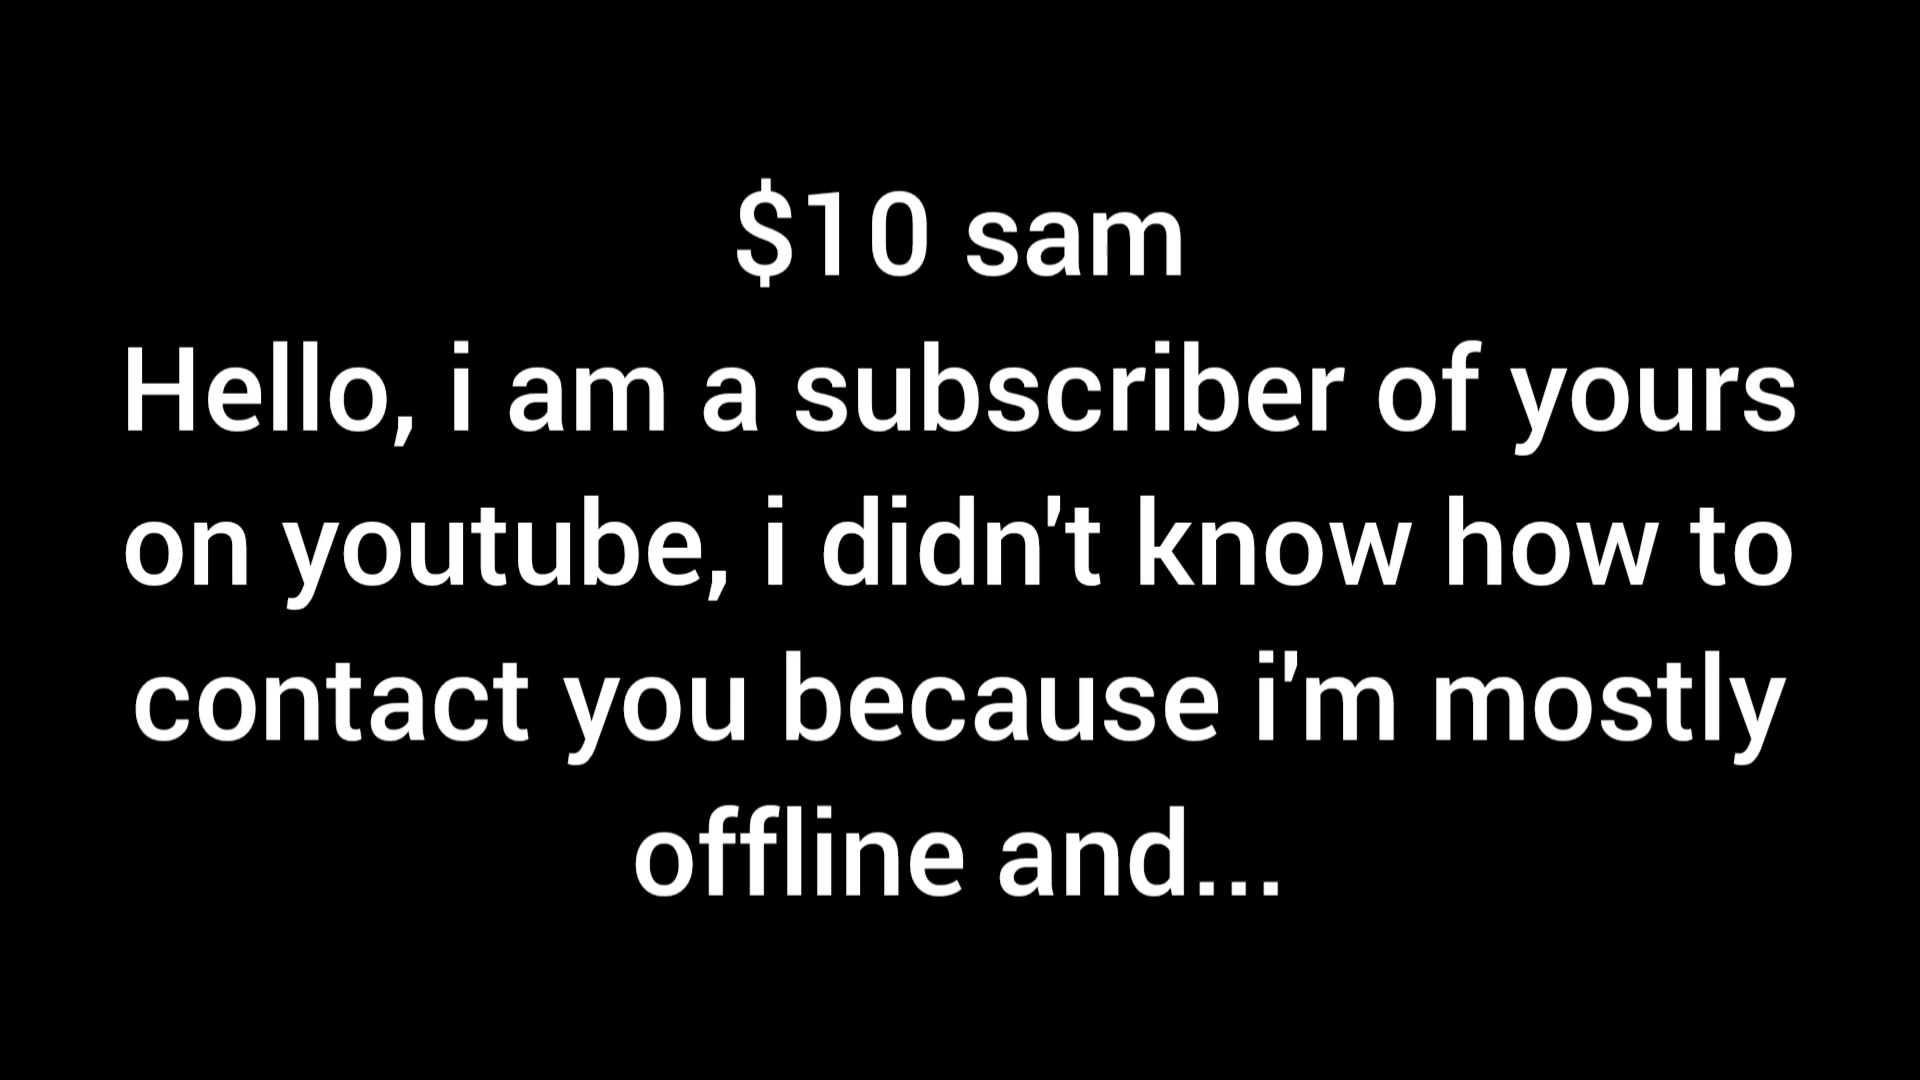 $10 sam
Hello, i am a subscriber of yours
on youtube, i didn't know how to
contact you because i'm mostly
offline and...